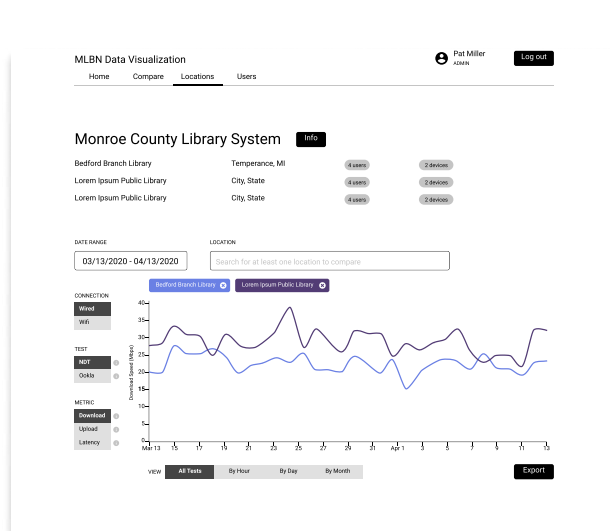 MLBN Data Visualization
Pat Miller
ADMIN
Log out
Home Compare Locations Users
Monroe County Library System Info
Bedford Branch Library Temperance, MI 4 users 2 devices
Lorem Ipsum Public Library City, State 4 users 2 devices
Lorem Ipsum Public Library City, State 4 users 2 devices
DATE RANGE LOCATION
03/13/2020 - 04/13/2020 Search for at least one location to compare
Bedford Branch Library Lorem Ipsum Public Library
CONNECTION
Wired
Wifi
TEST
NDT
Ookla
METRIC
Download
Upload
Latency
Download Speed (Mbps)
40
35
30
25
20
15
10
5
0
Mar 13 15 17 19 21 23 25 27 29 31 Apr 1 3 5 7 9 11 13
VIEW All Tests By Hour By Day By Month
Export